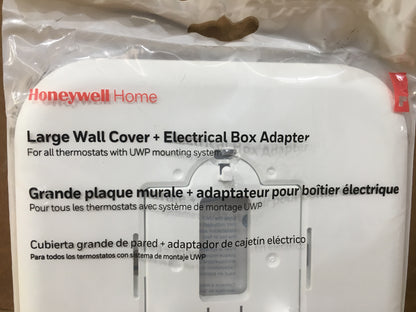 Honeywell Home
Large Wall Cover + Electrical Box Adapter
For all thermostats with UWP mounting system
Grande plaque murale + adaptateur pour boîtier électrique
Pour tous les thermostats avec système de montage UWP
Cubierta grande de pared + adaptador de cajetín eléctrico
Para todos los termostatos con sistema de montaje UWP